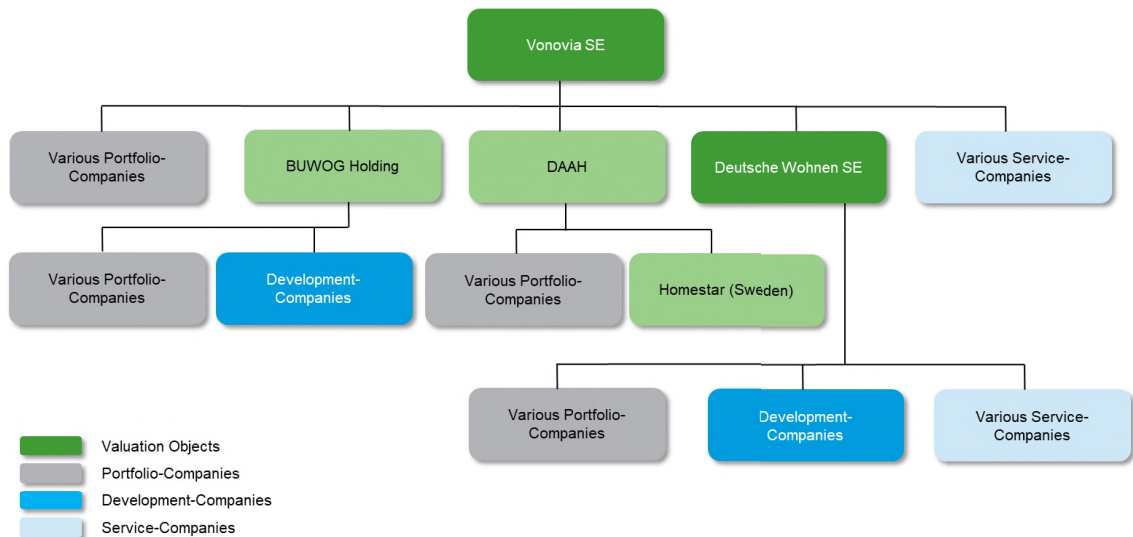 Vonovia SE
Various Portfolio-
Companies
BUWOG Holding
DAAH
Deutsche Wohnen SE
Various Service-
Companies
Various Portfolio-
Companies
Development-
Companies
Various Portfolio-
Companies
Homestar (Sweden)
Various Portfolio-
Companies
Development-
Companies
Various Service-
Companies
Valuation Objects
Portfolio-Companies
Development-Companies
Service-Companies